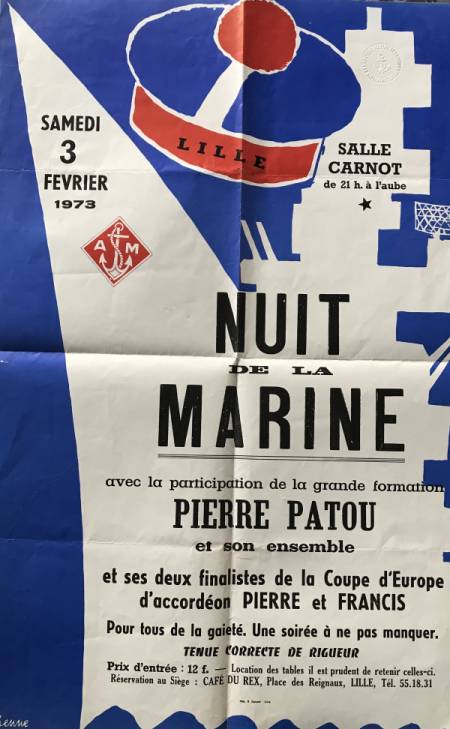 SAMEDI
3
FEVRIER
1973
LILLE
SALLE
CARNOT
de 21 h. à l'aube
A M
NUIT
DE LA
MARINE
avec la participation de la grande formation
PIERRE PATOU
et son ensemble
et ses deux finalistes de la Coupe d'Europe
d'accordéon PIERRE et FRANCIS
Pour tous de la gaieté. Une soirée à ne pas manquer.
TENUE CORRECTE DE RIGUEUR
Prix d'entrée : 12 f. — Location des tables il est prudent de retenir celles-ci.
Réservation au Siège : CAFÉ DU REX, Place des Reignaux, LILLE, Tél. 55.18.31